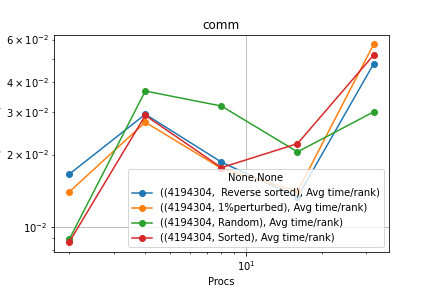 comm
6 × 10⁻²
4 × 10⁻²
3 × 10⁻²
2 × 10⁻²
10⁻²
None,None
((4194304,  Reverse sorted), Avg time/rank)
((4194304, 1%perturbed), Avg time/rank)
((4194304, Random), Avg time/rank)
((4194304, Sorted), Avg time/rank)
10¹
Procs